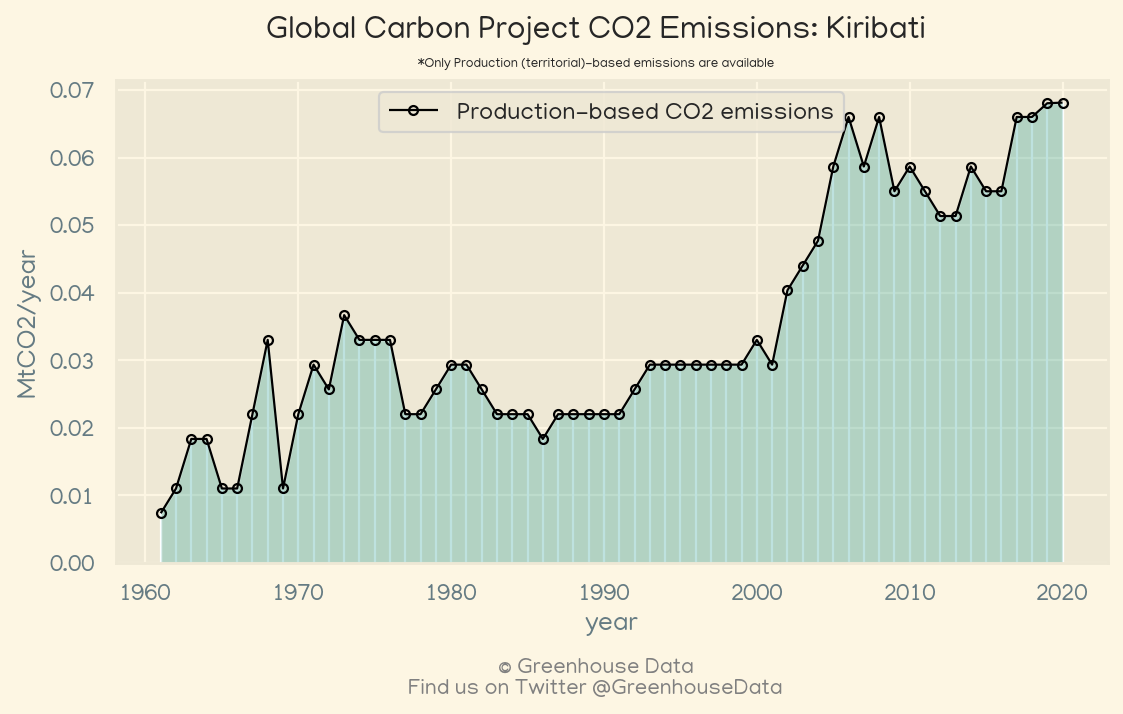 Global Carbon Project CO2 Emissions: Kiribati
*Only Production (territorial)-based emissions are available
Production-based CO2 emissions
0.07
0.06
0.05
0.04
0.03
0.02
0.01
0.00
MtCO2/year
1960 1970 1980 1990 2000 2010 2020
year
© Greenhouse Data
Find us on Twitter @GreenhouseData